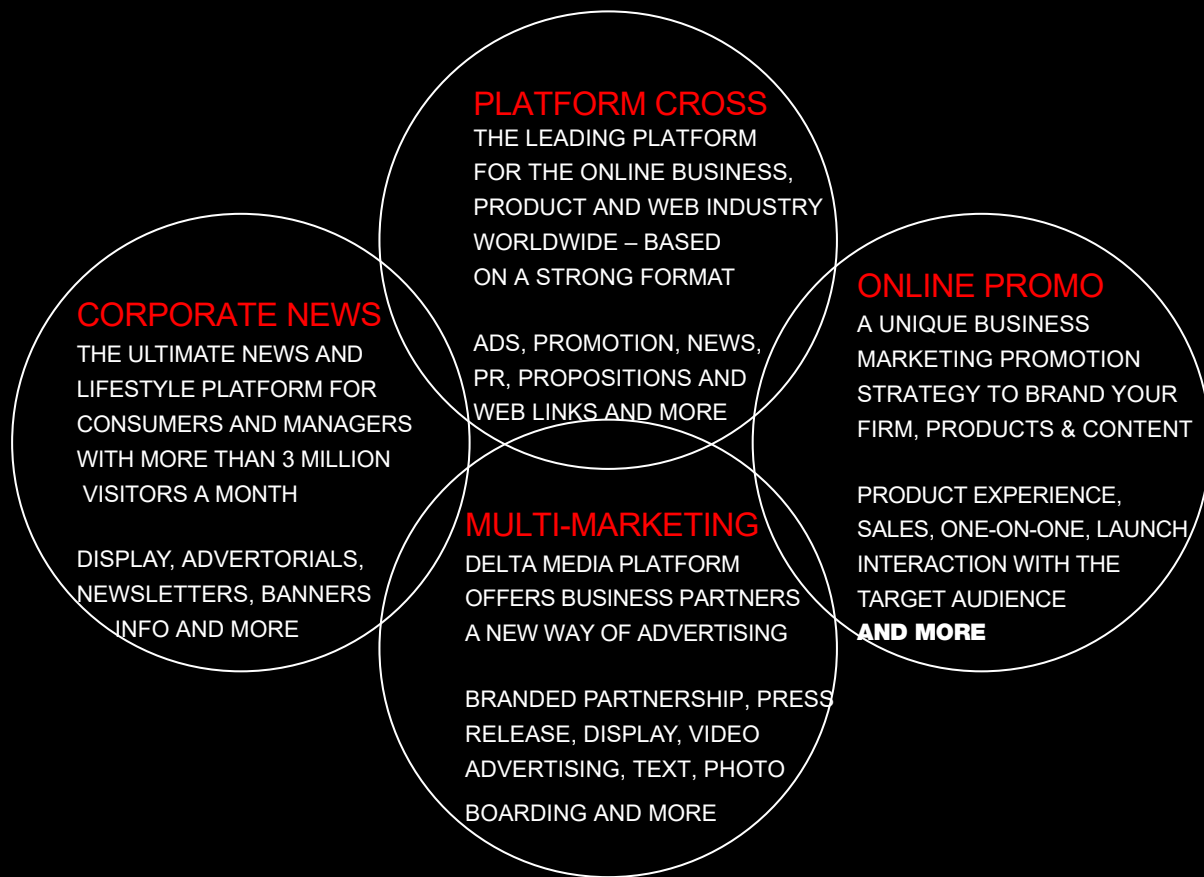 PLATFORM CROSS
THE LEADING PLATFORM
FOR THE ONLINE BUSINESS,
PRODUCT AND WEB INDUSTRY
WORLDWIDE – BASED
ON A STRONG FORMAT
ADS, PROMOTION, NEWS,
PR, PROPOSITIONS AND
WEB LINKS AND MORE
CORPORATE NEWS
THE ULTIMATE NEWS AND
LIFESTYLE PLATFORM FOR
CONSUMERS AND MANAGERS
WITH MORE THAN 3 MILLION
VISITORS A MONTH
DISPLAY, ADVERTORIALS,
NEWSLETTERS, BANNERS
INFO AND MORE
MULTI-MARKETING
DELTA MEDIA PLATFORM
OFFERS BUSINESS PARTNERS
A NEW WAY OF ADVERTISING
BRANDED PARTNERSHIP, PRESS
RELEASE, DISPLAY, VIDEO
ADVERTISING, TEXT, PHOTO
BOARDING AND MORE
ONLINE PROMO
A UNIQUE BUSINESS
MARKETING PROMOTION
STRATEGY TO BRAND YOUR
FIRM, PRODUCTS & CONTENT
PRODUCT EXPERIENCE,
SALES, ONE-ON-ONE, LAUNCH
INTERACTION WITH THE
TARGET AUDIENCE
AND MORE